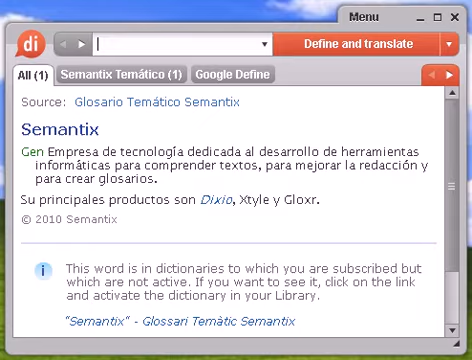 Menu
di
Define and translate
All (1) Semantix Temático (1) Google Define
Source: Glosario Temático Semantix
Semantix
Gen Empresa de tecnología dedicada al desarrollo de herramientas
informáticas para comprender textos, para mejorar la redacción y
para crear glosarios.
Su principales productos son Dixio, Xtyle y Gloxr.
© 2010 Semantix
i
This word is in dictionaries to which you are subscribed but
which are not active. If you want to see it, click on the link
and activate the dictionary in your Library.
"Semantix" - Glossari Temàtic Semantix